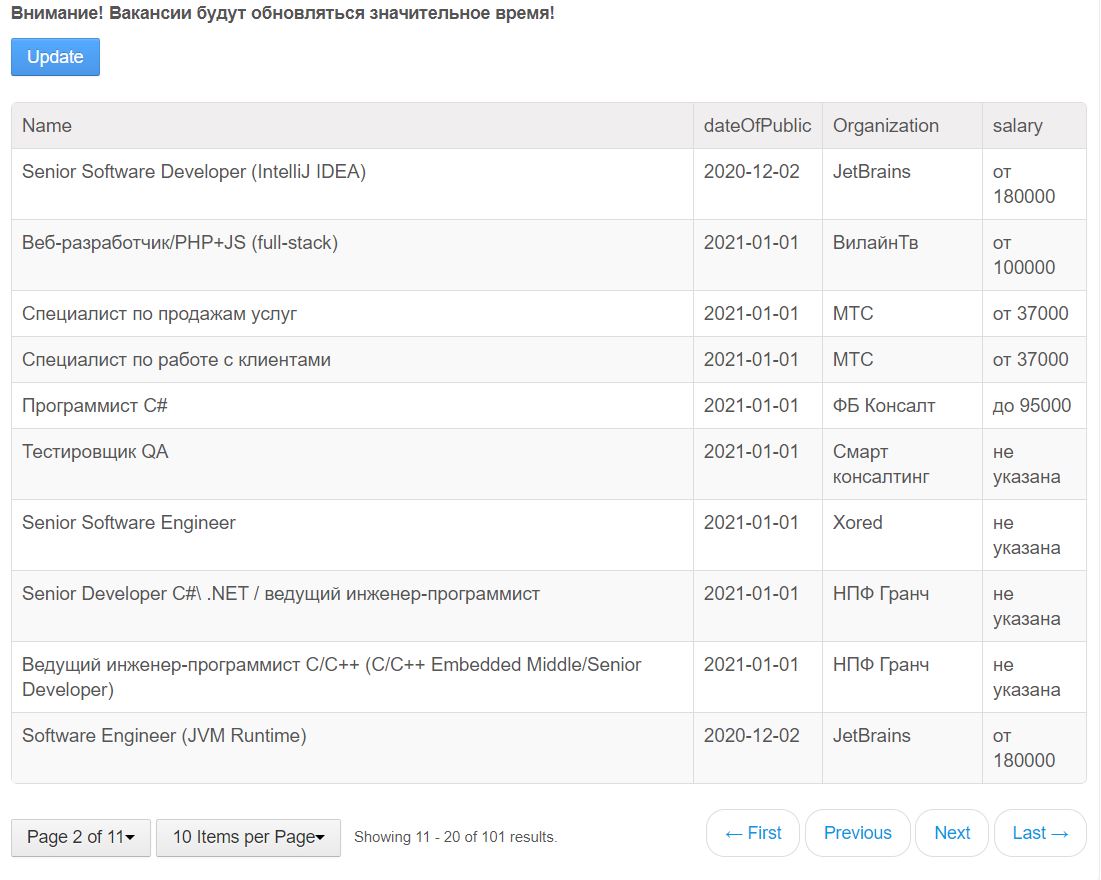 Внимание! Вакансии будут обновляться значительное время!
Update
Name dateOfPublic Organization salary
Senior Software Developer (IntelliJ IDEA) 2020-12-02 JetBrains от
180000
Веб-разработчик/PHP+JS (full-stack) 2021-01-01 ВилайнТв от
100000
Специалист по продажам услуг 2021-01-01 МТС от 37000
Специалист по работе с клиентами 2021-01-01 МТС от 37000
Программист C# 2021-01-01 ФБ Консалт до 95000
Тестировщик QA 2021-01-01 Смарт не
консалтинг указана
Senior Software Engineer 2021-01-01 Xored не
указана
Senior Developer C#\ .NET / ведущий инженер-программист 2021-01-01 НПФ Гранч не
указана
Ведущий инженер-программист C/C++ (C/C++ Embedded Middle/Senior 2021-01-01 НПФ Гранч не
Developer) указана
Software Engineer (JVM Runtime) 2020-12-02 JetBrains от
180000
Page 2 of 11 10 Items per Page Showing 11 - 20 of 101 results. ← First Previous Next Last →